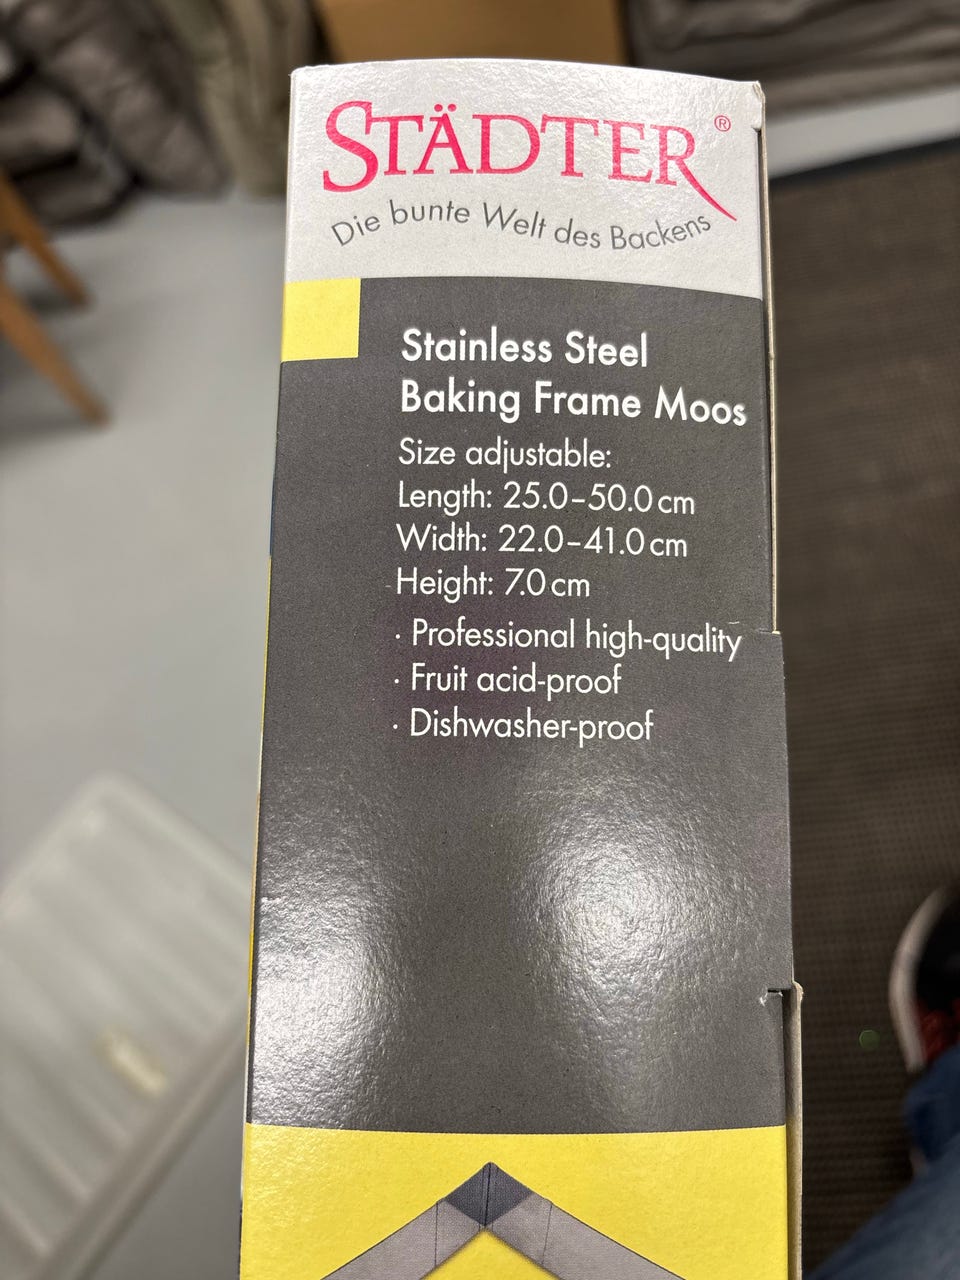 STÄDTER®
Die bunte Welt des Backens
Stainless Steel
Baking Frame Moos
Size adjustable:
Length: 25.0–50.0 cm
Width: 22.0–41.0 cm
Height: 7.0 cm
· Professional high-quality
· Fruit acid-proof
· Dishwasher-proof